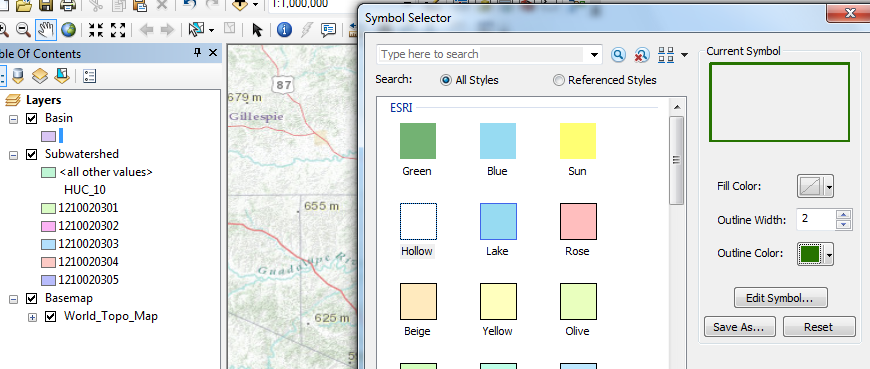 1:1,000,000
Symbol Selector
Table Of Contents
Layers
Basin
Subwatershed
<all other values>
HUC_10
1210020301
1210020302
1210020303
1210020304
1210020305
Basemap
World_Topo_Map
87
679 m
Gillespie
655 m
Guadalupe Riv
625 m
Type here to search
Search: All Styles Referenced Styles
ESRI
Green Blue Sun
Hollow Lake Rose
Beige Yellow Olive
Current Symbol
Fill Color:
Outline Width: 2
Outline Color:
Edit Symbol...
Save As... Reset